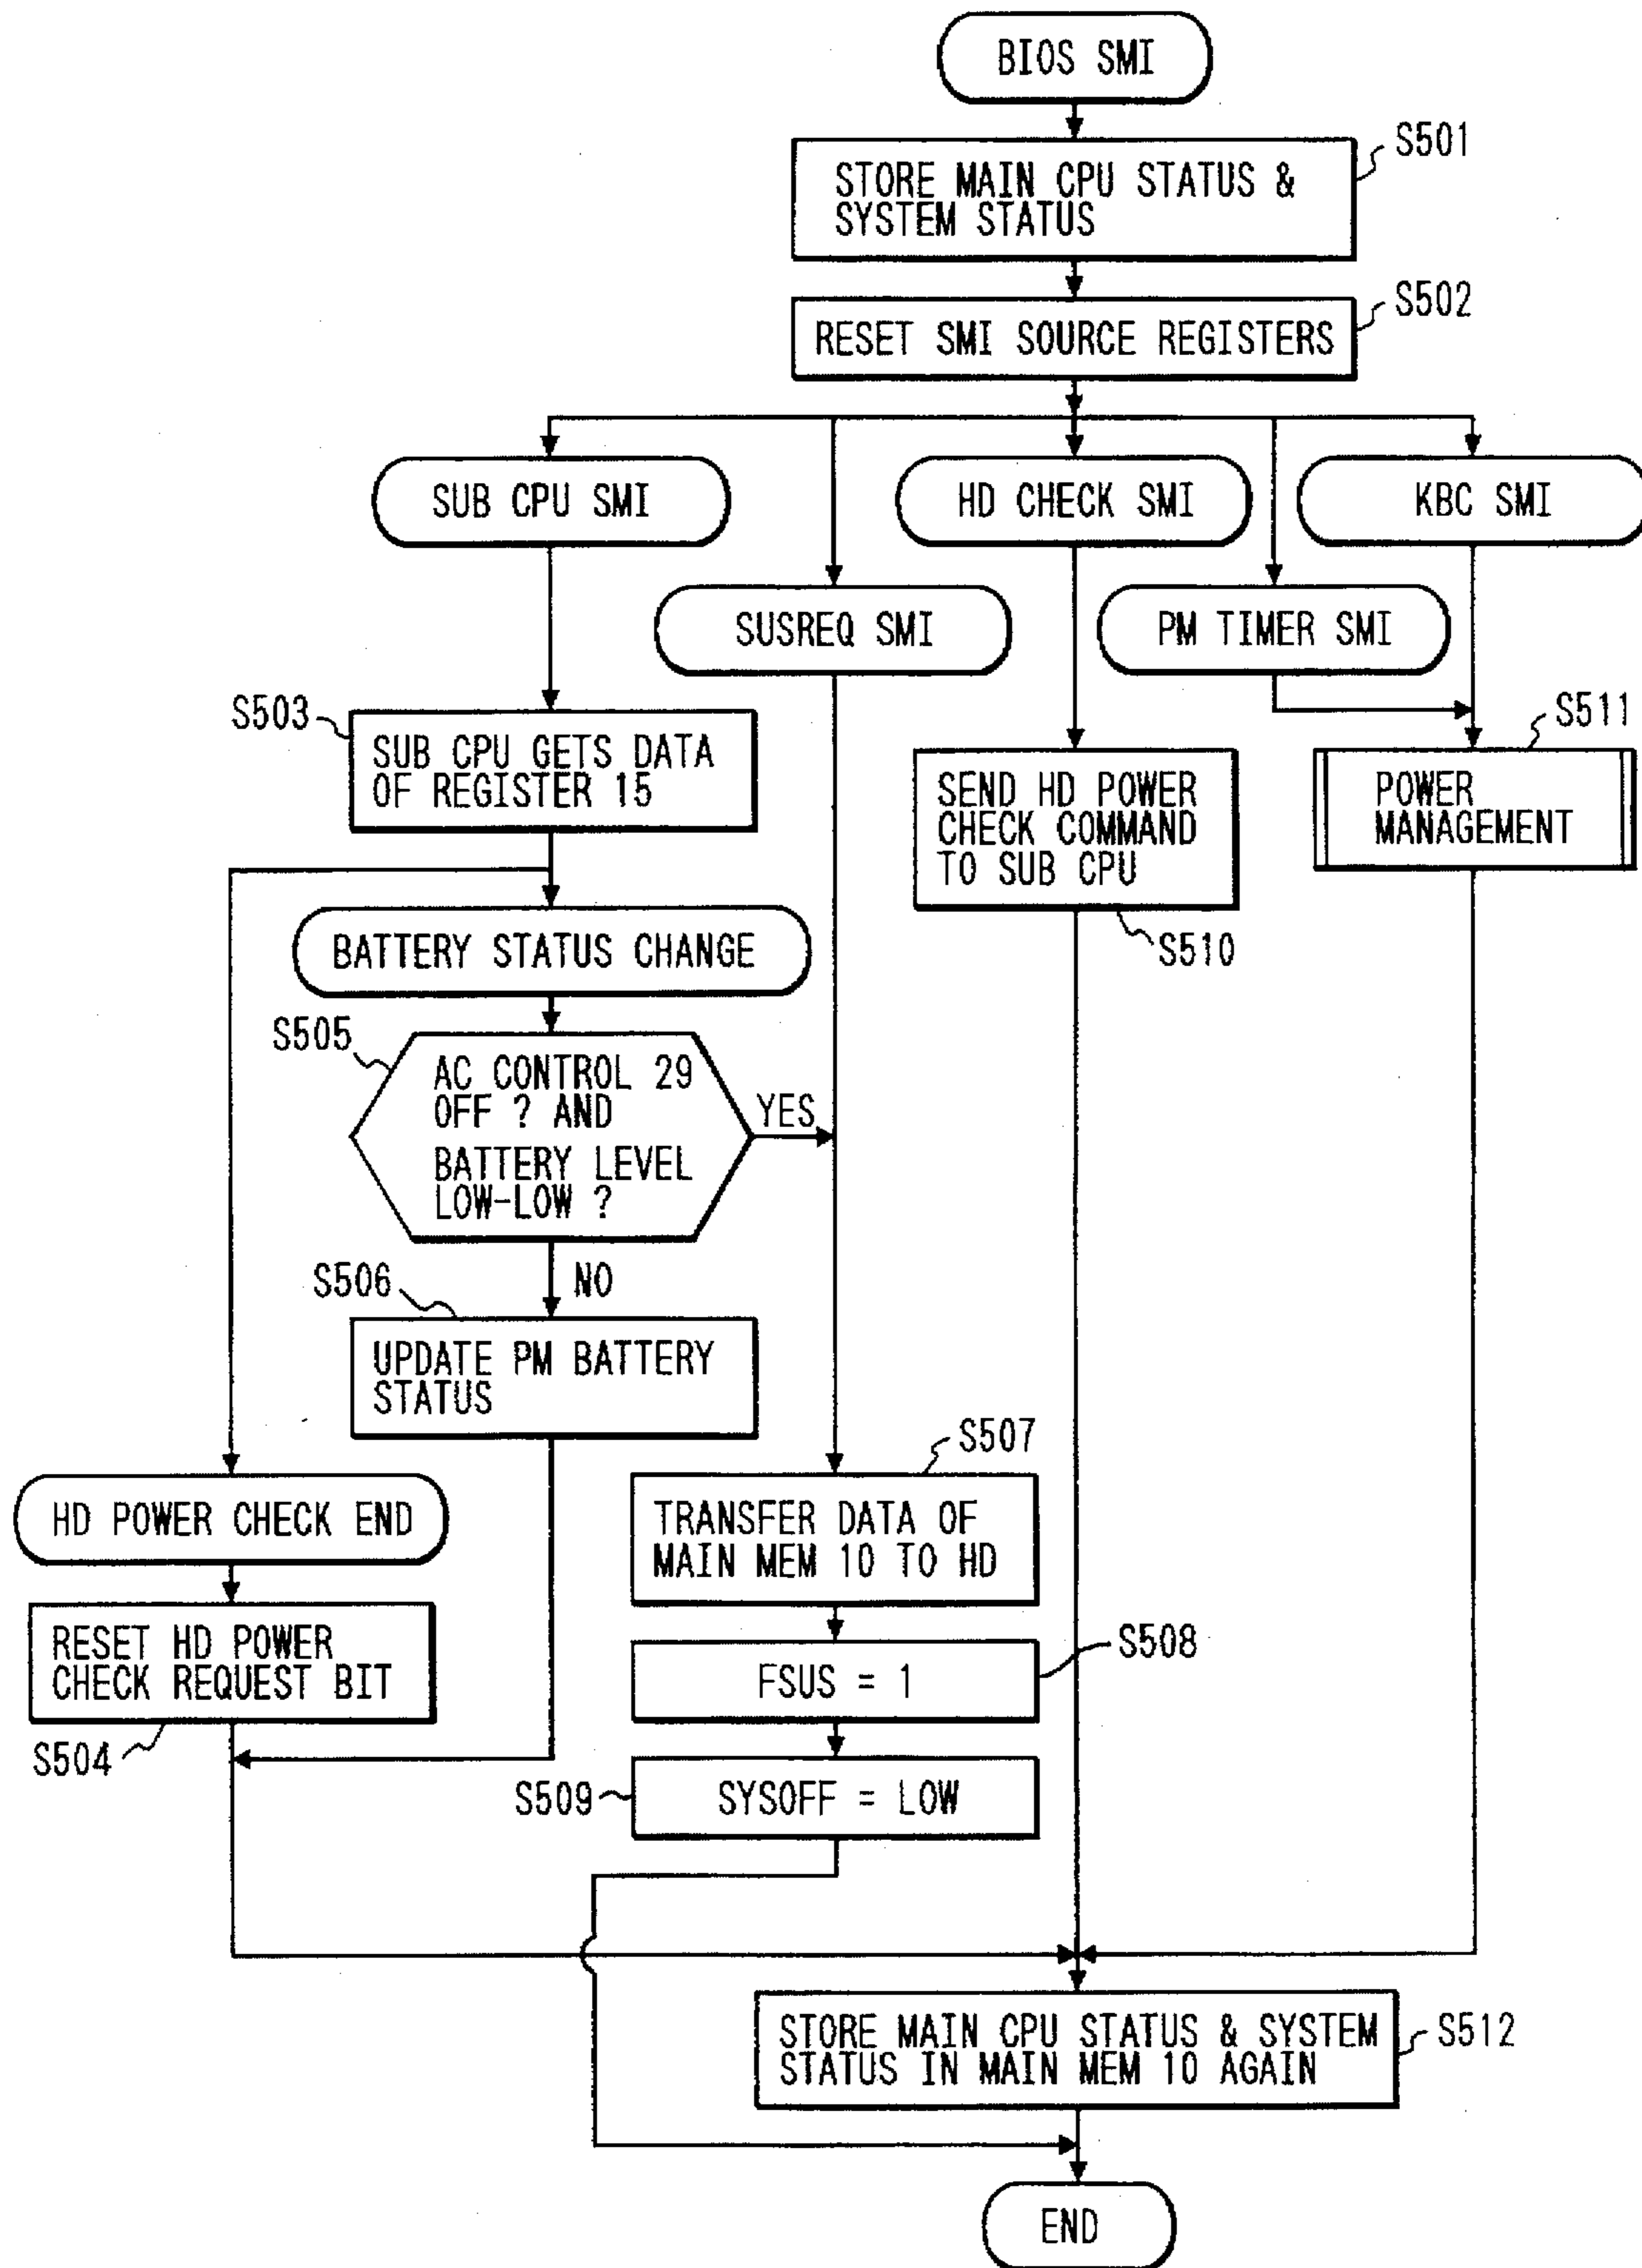 BIOS SMI
S501
STORE MAIN CPU STATUS &
SYSTEM STATUS
S502
RESET SMI SOURCE REGISTERS
SUB CPU SMI
HD CHECK SMI
KBC SMI
SUSREQ SMI
PM TIMER SMI
S503
SUB CPU GETS DATA
OF REGISTER 15
S511
SEND HD POWER
CHECK COMMAND
TO SUB CPU
POWER
MANAGEMENT
S510
BATTERY STATUS CHANGE
S505
AC CONTROL 29
OFF ? AND
BATTERY LEVEL
LOW-LOW ?
YES
NO
S506
UPDATE PM BATTERY
STATUS
S507
HD POWER CHECK END
TRANSFER DATA OF
MAIN MEM 10 TO HD
RESET HD POWER
CHECK REQUEST BIT
S504
S508
FSUS = 1
S509
SYSOFF = LOW
STORE MAIN CPU STATUS & SYSTEM
STATUS IN MAIN MEM 10 AGAIN
S512
END